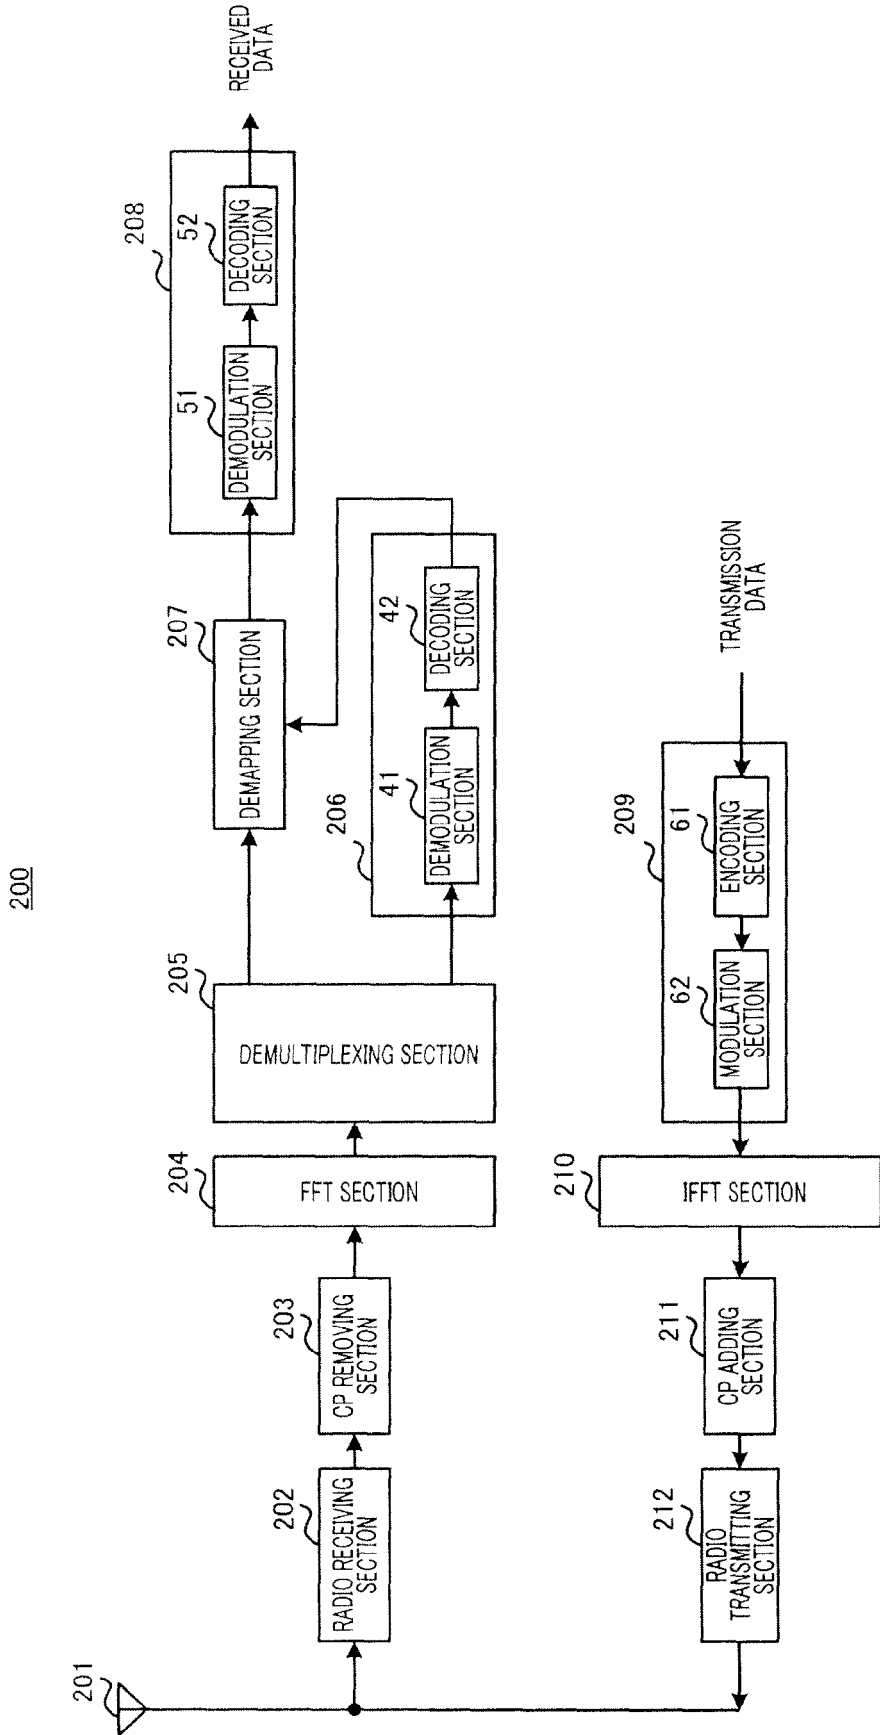 200
201
202
RADIO RECEIVING
SECTION
203
CP REMOVING
SECTION
204
FFT SECTION
205
DEMULTIPLEXING SECTION
206
41
DEMODULATION
SECTION
42
DECODING
SECTION
207
DEMAPPING SECTION
208
51
DEMODULATION
SECTION
52
DECODING
SECTION
RECEIVED
DATA
212
RADIO
TRANSMITTING
SECTION
211
CP ADDING
SECTION
210
IFFT SECTION
209
62
MODULATION
SECTION
61
ENCODING
SECTION
TRANSMISSION
DATA